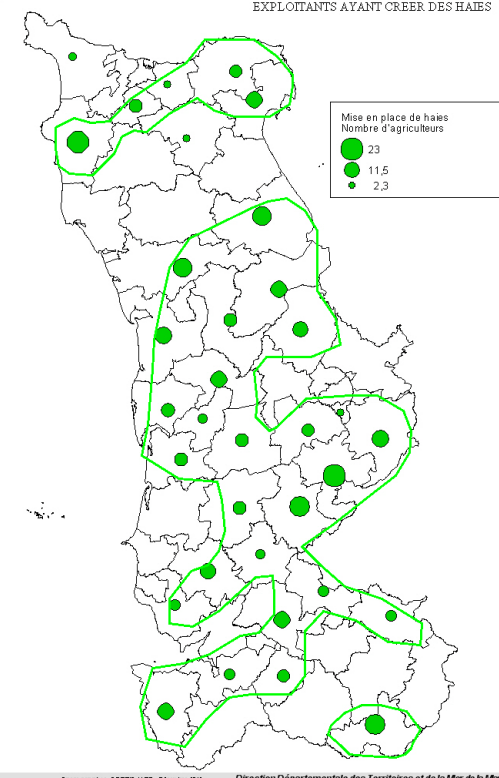 EXPLOITANTS AYANT CREER DES HAIES
Mise en place de haies
Nombre d'agriculteurs
23
11,5
2,3
Direction Départementale des Territoires et de la Mer de la